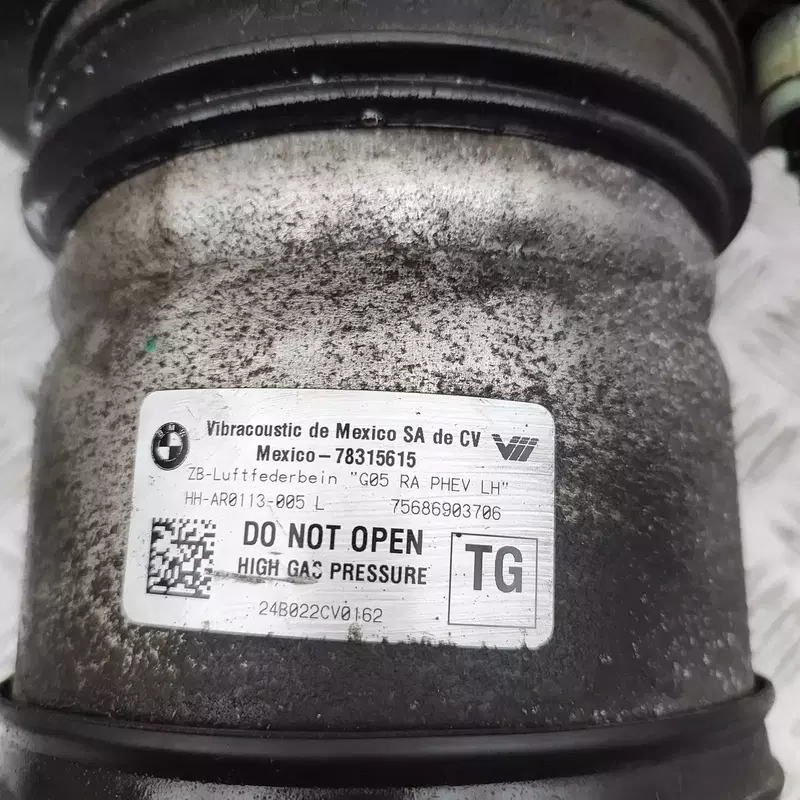 BMW
Vibracoustic de Mexico SA de CV
Mexico-78315615
ZB-Luftfederbein "G05 RA PHEV LH"
HH-AR0113-005 L 75686903706
DO NOT OPEN
HIGH GAS PRESSURE
TG
24B022CV0162